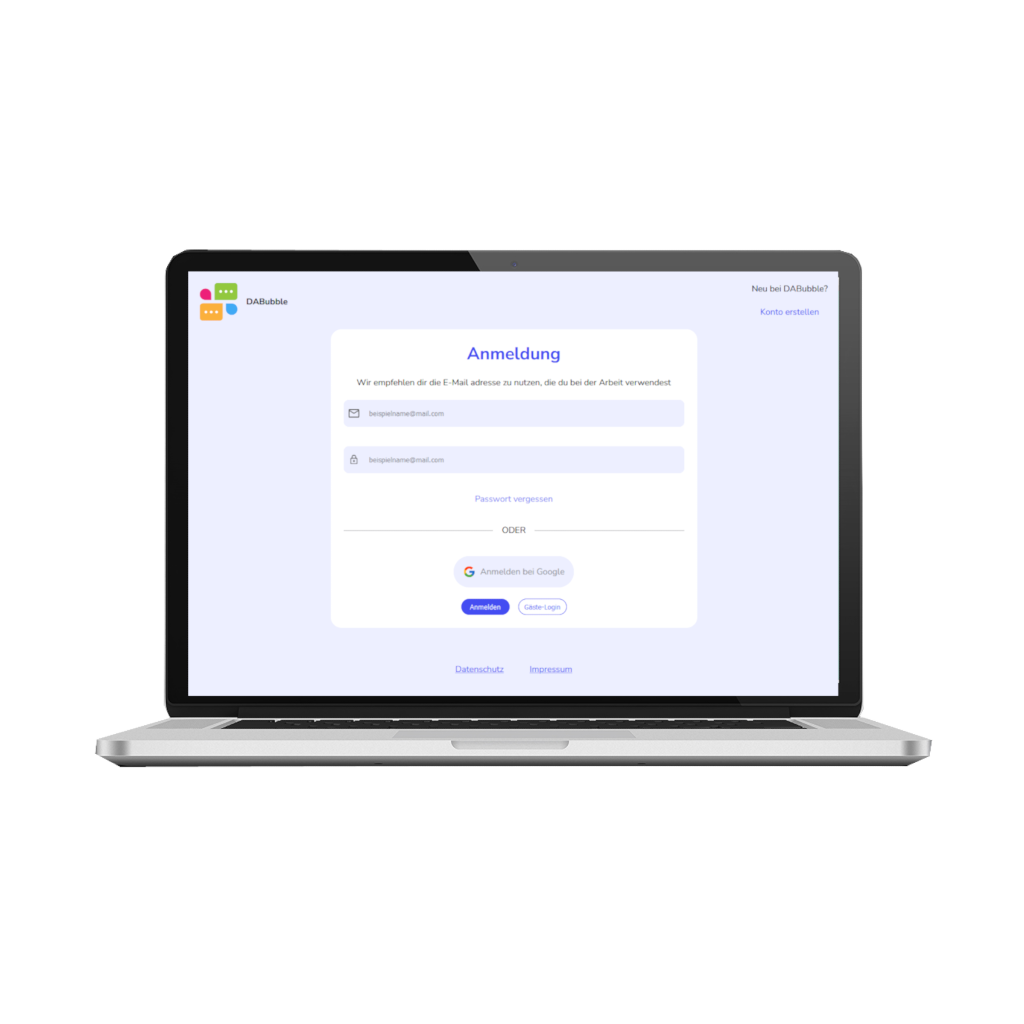 DABubble
Neu bei DABubble?
Konto erstellen
Anmeldung
Wir empfehlen dir die E-Mail adresse zu nutzen, die du bei der Arbeit verwendest
beispielname@mail.com
beispielname@mail.com
Passwort vergessen
ODER
Anmelden bei Google
Anmelden
Gäste-Login
Datenschutz
Impressum